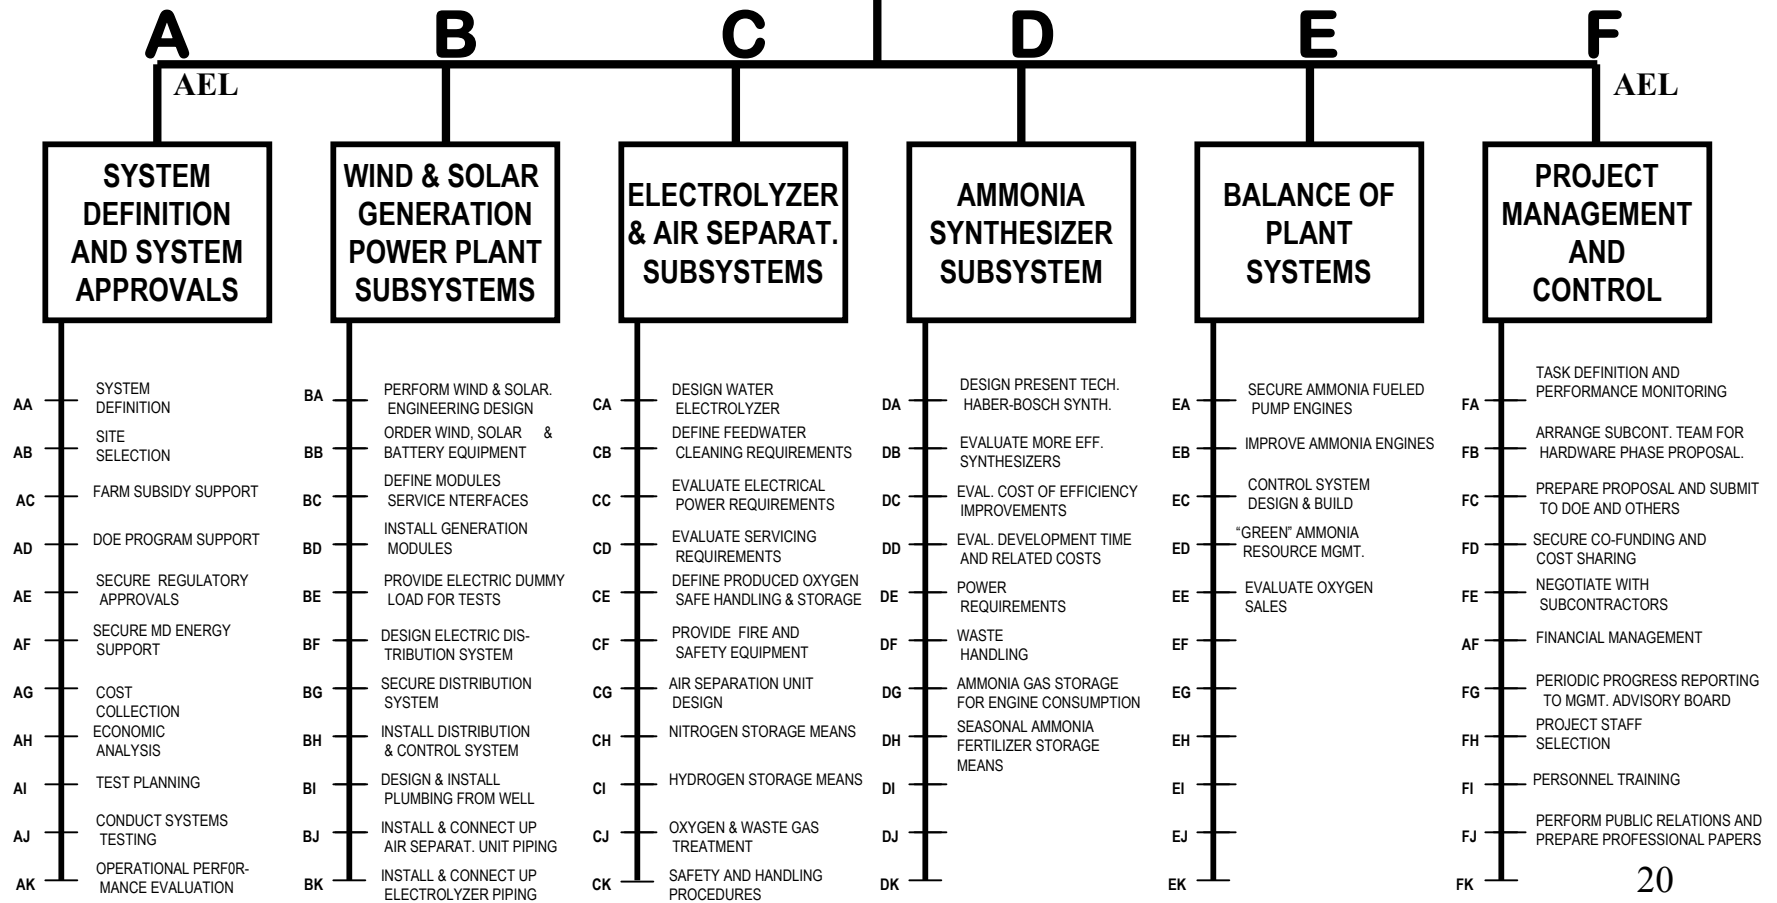 A
B
C
D
E
F
AEL
AEL
SYSTEM
DEFINITION
AND SYSTEM
APPROVALS
WIND & SOLAR
GENERATION
POWER PLANT
SUBSYSTEMS
ELECTROLYZER
& AIR SEPARAT.
SUBSYSTEMS
AMMONIA
SYNTHESIZER
SUBSYSTEM
BALANCE OF
PLANT
SYSTEMS
PROJECT
MANAGEMENT
AND
CONTROL
AA SYSTEM
DEFINITION
AB SITE
SELECTION
AC FARM SUBSIDY SUPPORT
AD DOE PROGRAM SUPPORT
AE SECURE REGULATORY
APPROVALS
AF SECURE MD ENERGY
SUPPORT
AG COST
COLLECTION
AH ECONOMIC
ANALYSIS
AI TEST PLANNING
AJ CONDUCT SYSTEMS
TESTING
AK OPERATIONAL PERF0R-
MANCE EVALUATION
BA PERFORM WIND & SOLAR.
ENGINEERING DESIGN
BB ORDER WIND, SOLAR &
BATTERY EQUIPMENT
BC DEFINE MODULES
SERVICE NTERFACES
BD INSTALL GENERATION
MODULES
BE PROVIDE ELECTRIC DUMMY
LOAD FOR TESTS
BF DESIGN ELECTRIC DIS-
TRIBUTION SYSTEM
BG SECURE DISTRIBUTION
SYSTEM
BH INSTALL DISTRIBUTION
& CONTROL SYSTEM
BI DESIGN & INSTALL
PLUMBING FROM WELL
BJ INSTALL & CONNECT UP
AIR SEPARAT. UNIT PIPING
BK INSTALL & CONNECT UP
ELECTROLYZER PIPING
CA DESIGN WATER
ELECTROLYZER
CB DEFINE FEEDWATER
CLEANING REQUIREMENTS
CC EVALUATE ELECTRICAL
POWER REQUIREMENTS
CD EVALUATE SERVICING
REQUIREMENTS
CE DEFINE PRODUCED OXYGEN
SAFE HANDLING & STORAGE
CF PROVIDE FIRE AND
SAFETY EQUIPMENT
CG AIR SEPARATION UNIT
DESIGN
CH NITROGEN STORAGE MEANS
CI HYDROGEN STORAGE MEANS
CJ OXYGEN & WASTE GAS
TREATMENT
CK SAFETY AND HANDLING
PROCEDURES
DA DESIGN PRESENT TECH.
HABER-BOSCH SYNTH.
DB EVALUATE MORE EFF.
SYNTHESIZERS
DC EVAL. COST OF EFFICIENCY
IMPROVEMENTS
DD EVAL. DEVELOPMENT TIME
AND RELATED COSTS
DE POWER
REQUIREMENTS
DF WASTE
HANDLING
DG AMMONIA GAS STORAGE
FOR ENGINE CONSUMPTION
DH SEASONAL AMMONIA
FERTILIZER STORAGE
MEANS
DI
DJ
DK
EA SECURE AMMONIA FUELED
PUMP ENGINES
EB IMPROVE AMMONIA ENGINES
EC CONTROL SYSTEM
DESIGN & BUILD
ED “GREEN” AMMONIA
RESOURCE MGMT.
EE EVALUATE OXYGEN
SALES
EF
EG
EH
EI
EJ
EK
FA TASK DEFINITION AND
PERFORMANCE MONITORING
FB ARRANGE SUBCONT. TEAM FOR
HARDWARE PHASE PROPOSAL.
FC PREPARE PROPOSAL AND SUBMIT
TO DOE AND OTHERS
FD SECURE CO-FUNDING AND
COST SHARING
FE NEGOTIATE WITH
SUBCONTRACTORS
AF FINANCIAL MANAGEMENT
FG PERIODIC PROGRESS REPORTING
TO MGMT. ADVISORY BOARD
FH PROJECT STAFF
SELECTION
FI PERSONNEL TRAINING
FJ PERFORM PUBLIC RELATIONS AND
PREPARE PROFESSIONAL PAPERS
FK
20